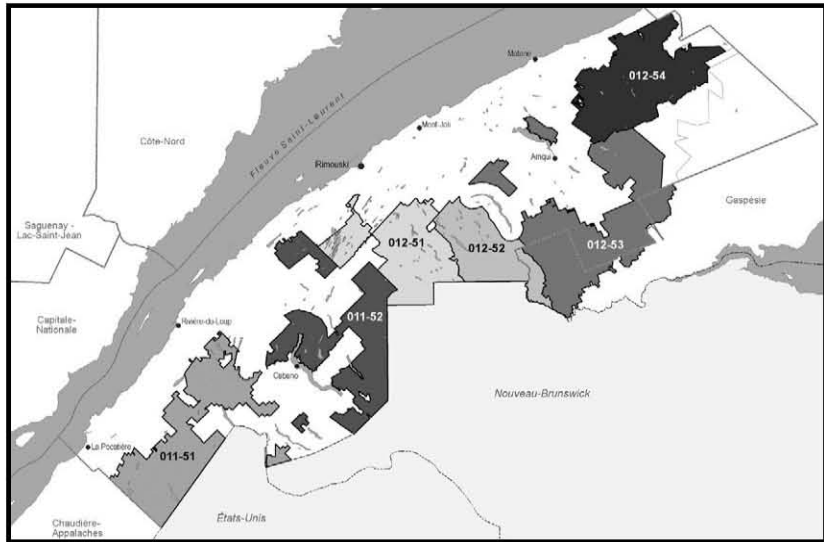 Matane
012-54
Mont-Joli
Côte-Nord
Fleuve Saint-Laurent
Amqui
Rimouski
Gaspésie
Saguenay -
Lac-Saint-Jean
012-51
012-52
012-53
011-52
Capitale-
Nationale
Rivière-du-Loup
Cabano
Nouveau-Brunswick
La Pocatière
011-51
États-Unis
Chaudière-
Appalaches